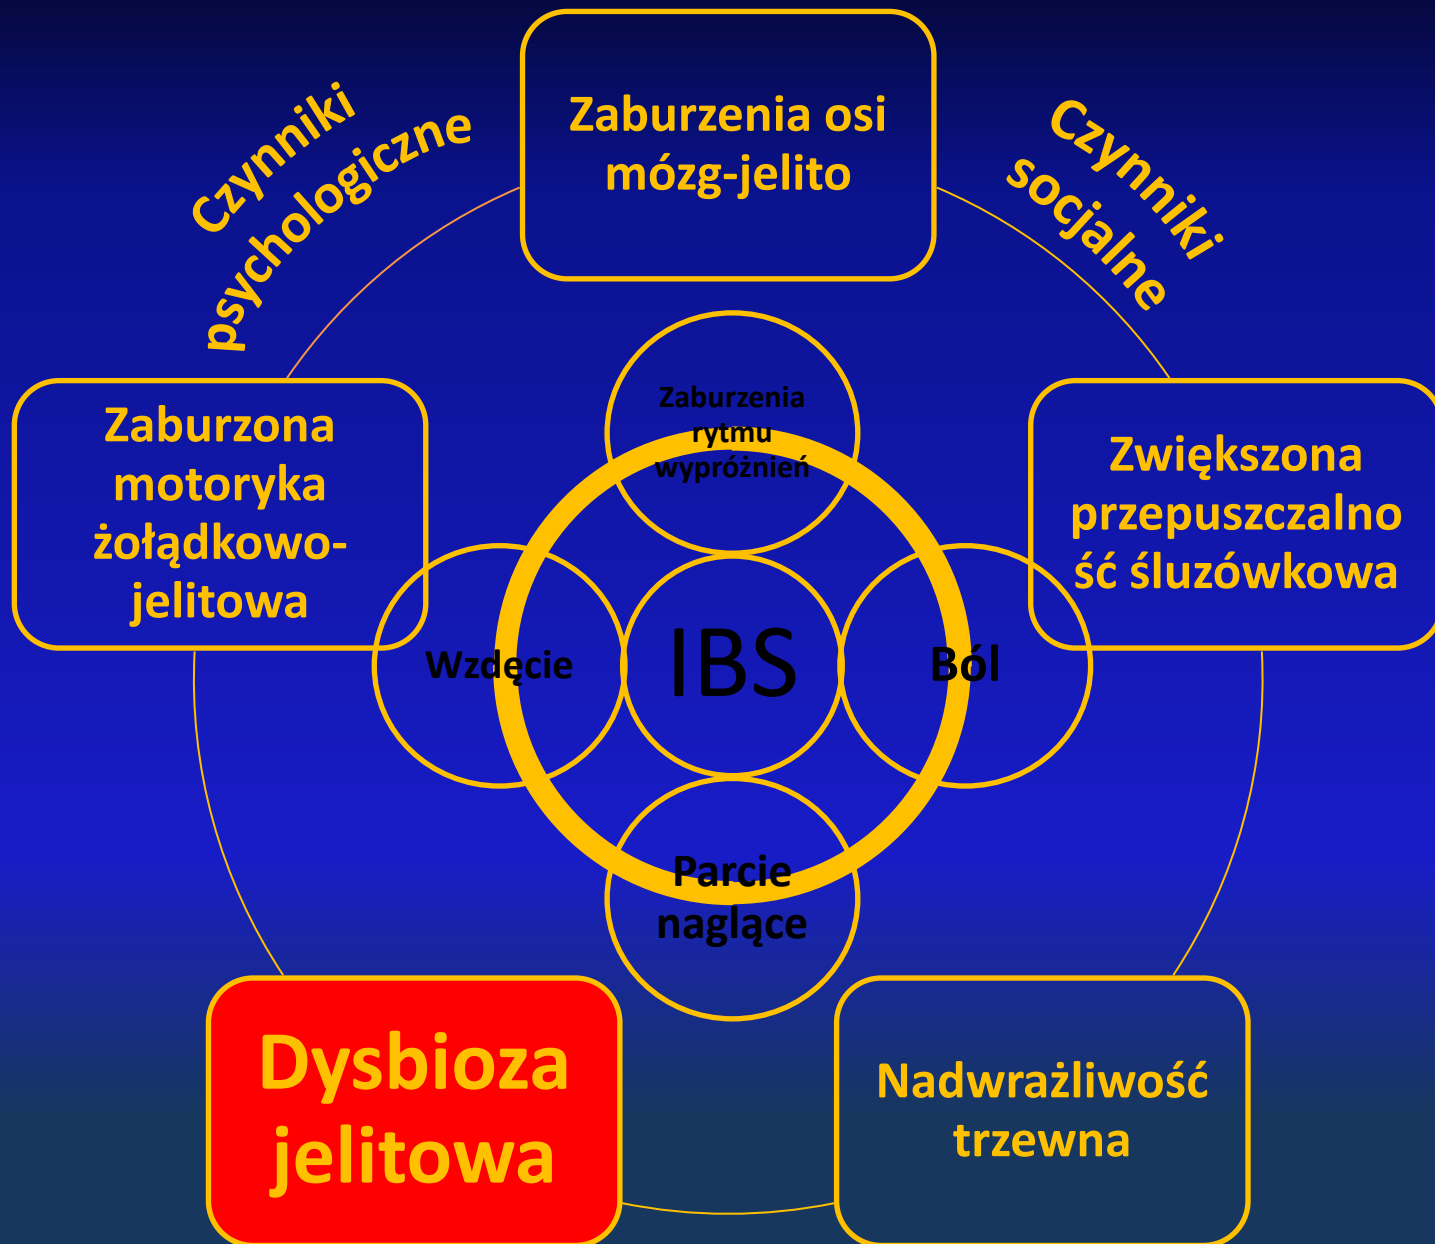 Czynniki
psychologiczne
Zaburzenia osi
mózg-jelito
Czynniki
socjalne
Zaburzona
motoryka
żołądkowo-
jelitowa
Zaburzenia
rytmu
wypróżnień
Zwiększona
przepuszczalno
ść śluzówkowa
Wzdęcie
IBS
Ból
Parcie
naglące
Dysbioza
jelitowa
Nadwrażliwość
trzewna